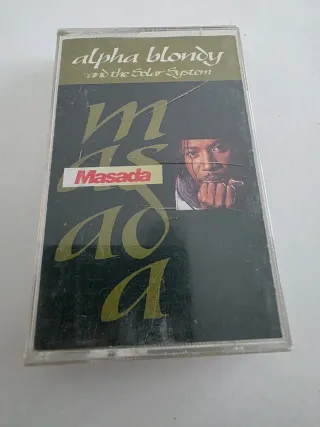 alpha blondy
and the Solar System
m
as
Masada
ad
a